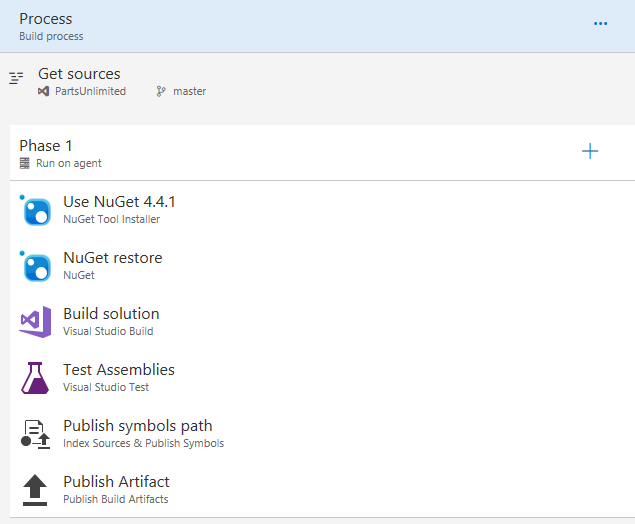 Process
Build process
Get sources
PartsUnlimited master
Phase 1
Run on agent
Use NuGet 4.4.1
NuGet Tool Installer
NuGet restore
NuGet
Build solution
Visual Studio Build
Test Assemblies
Visual Studio Test
Publish symbols path
Index Sources & Publish Symbols
Publish Artifact
Publish Build Artifacts